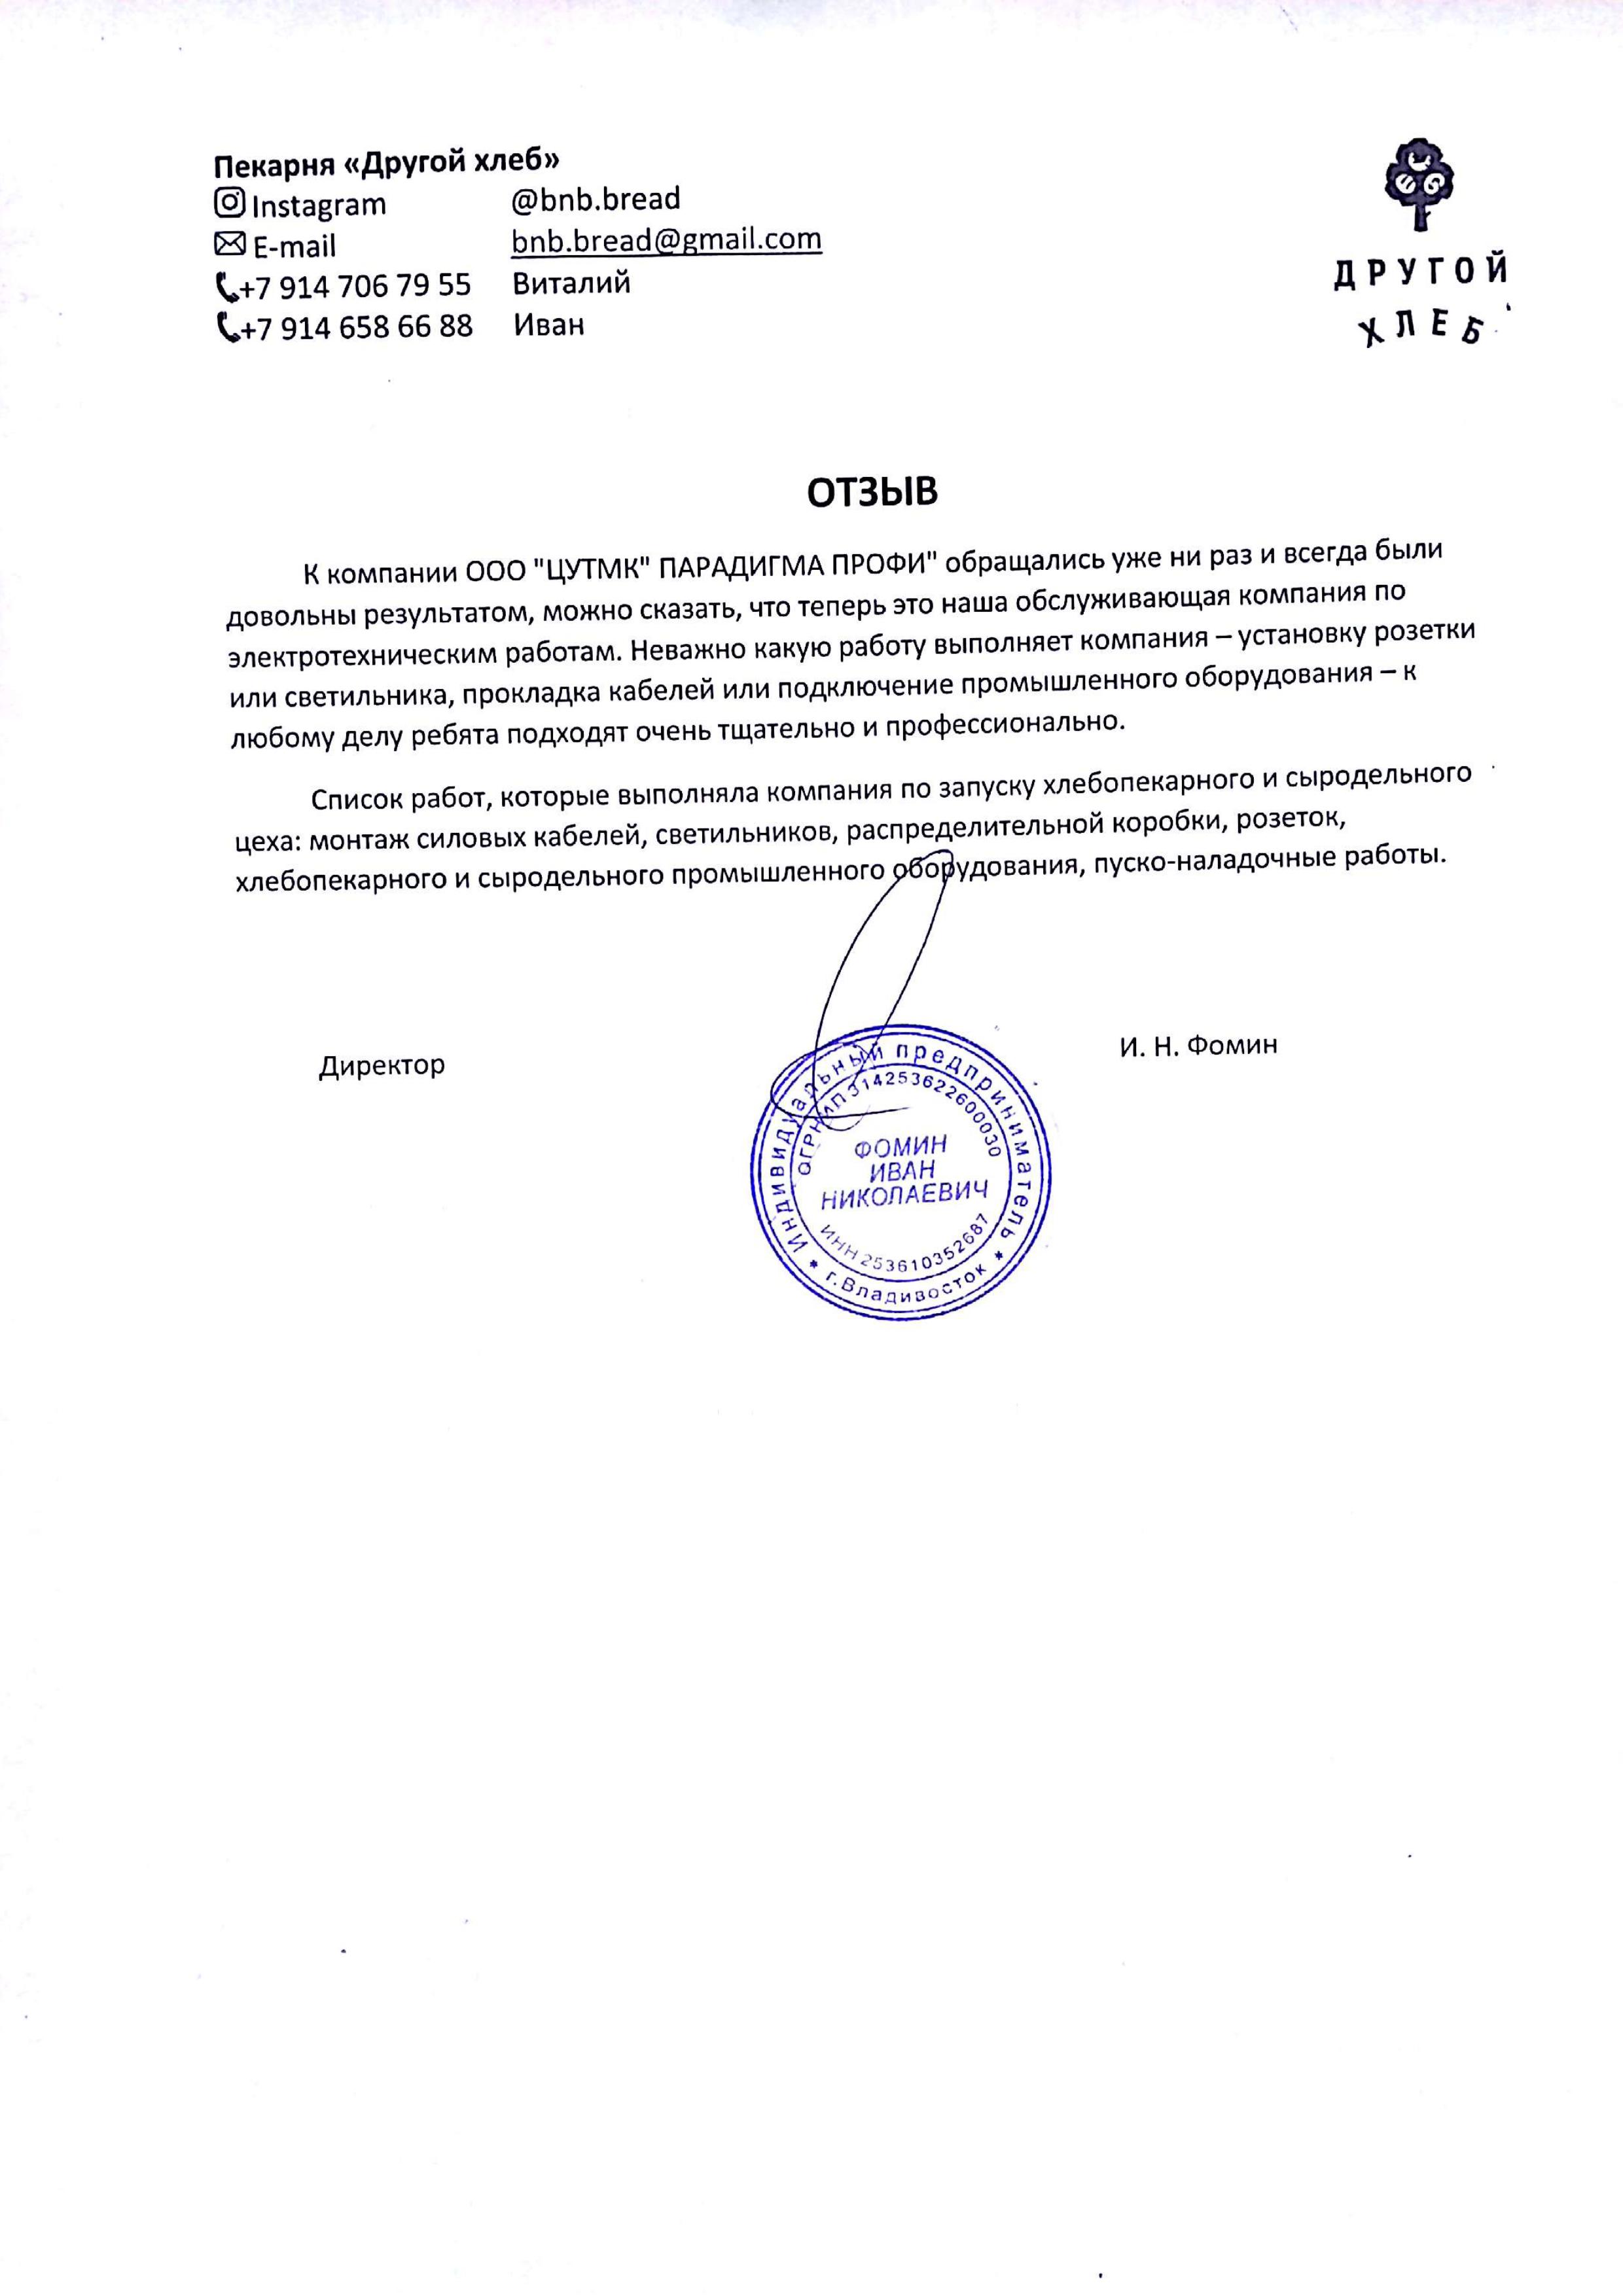 Пекарня «Другой хлеб»
Instagram @bnb.bread
E-mail bnb.bread@gmail.com
+7 914 706 79 55 Виталий
+7 914 658 66 88 Иван
ДРУГОЙ
ХЛЕБ
ОТЗЫВ
К компании ООО "ЦУТМК" ПАРАДИГМА ПРОФИ" обращались уже ни раз и всегда были
довольны результатом, можно сказать, что теперь это наша обслуживающая компания по
электротехническим работам. Неважно какую работу выполняет компания – установку розетки
или светильника, прокладка кабелей или подключение промышленного оборудования – к
любому делу ребята подходят очень тщательно и профессионально.
Список работ, которые выполняла компания по запуску хлебопекарного и сыродельного
цеха: монтаж силовых кабелей, светильников, распределительной коробки, розеток,
хлебопекарного и сыродельного промышленного оборудования, пуско-наладочные работы.
Директор
И. Н. Фомин
Индивидуальный предприниматель
ОГРНИП 314253622600030
ФОМИН
ИВАН
НИКОЛАЕВИЧ
ИНН 253610352687
г.Владивосток